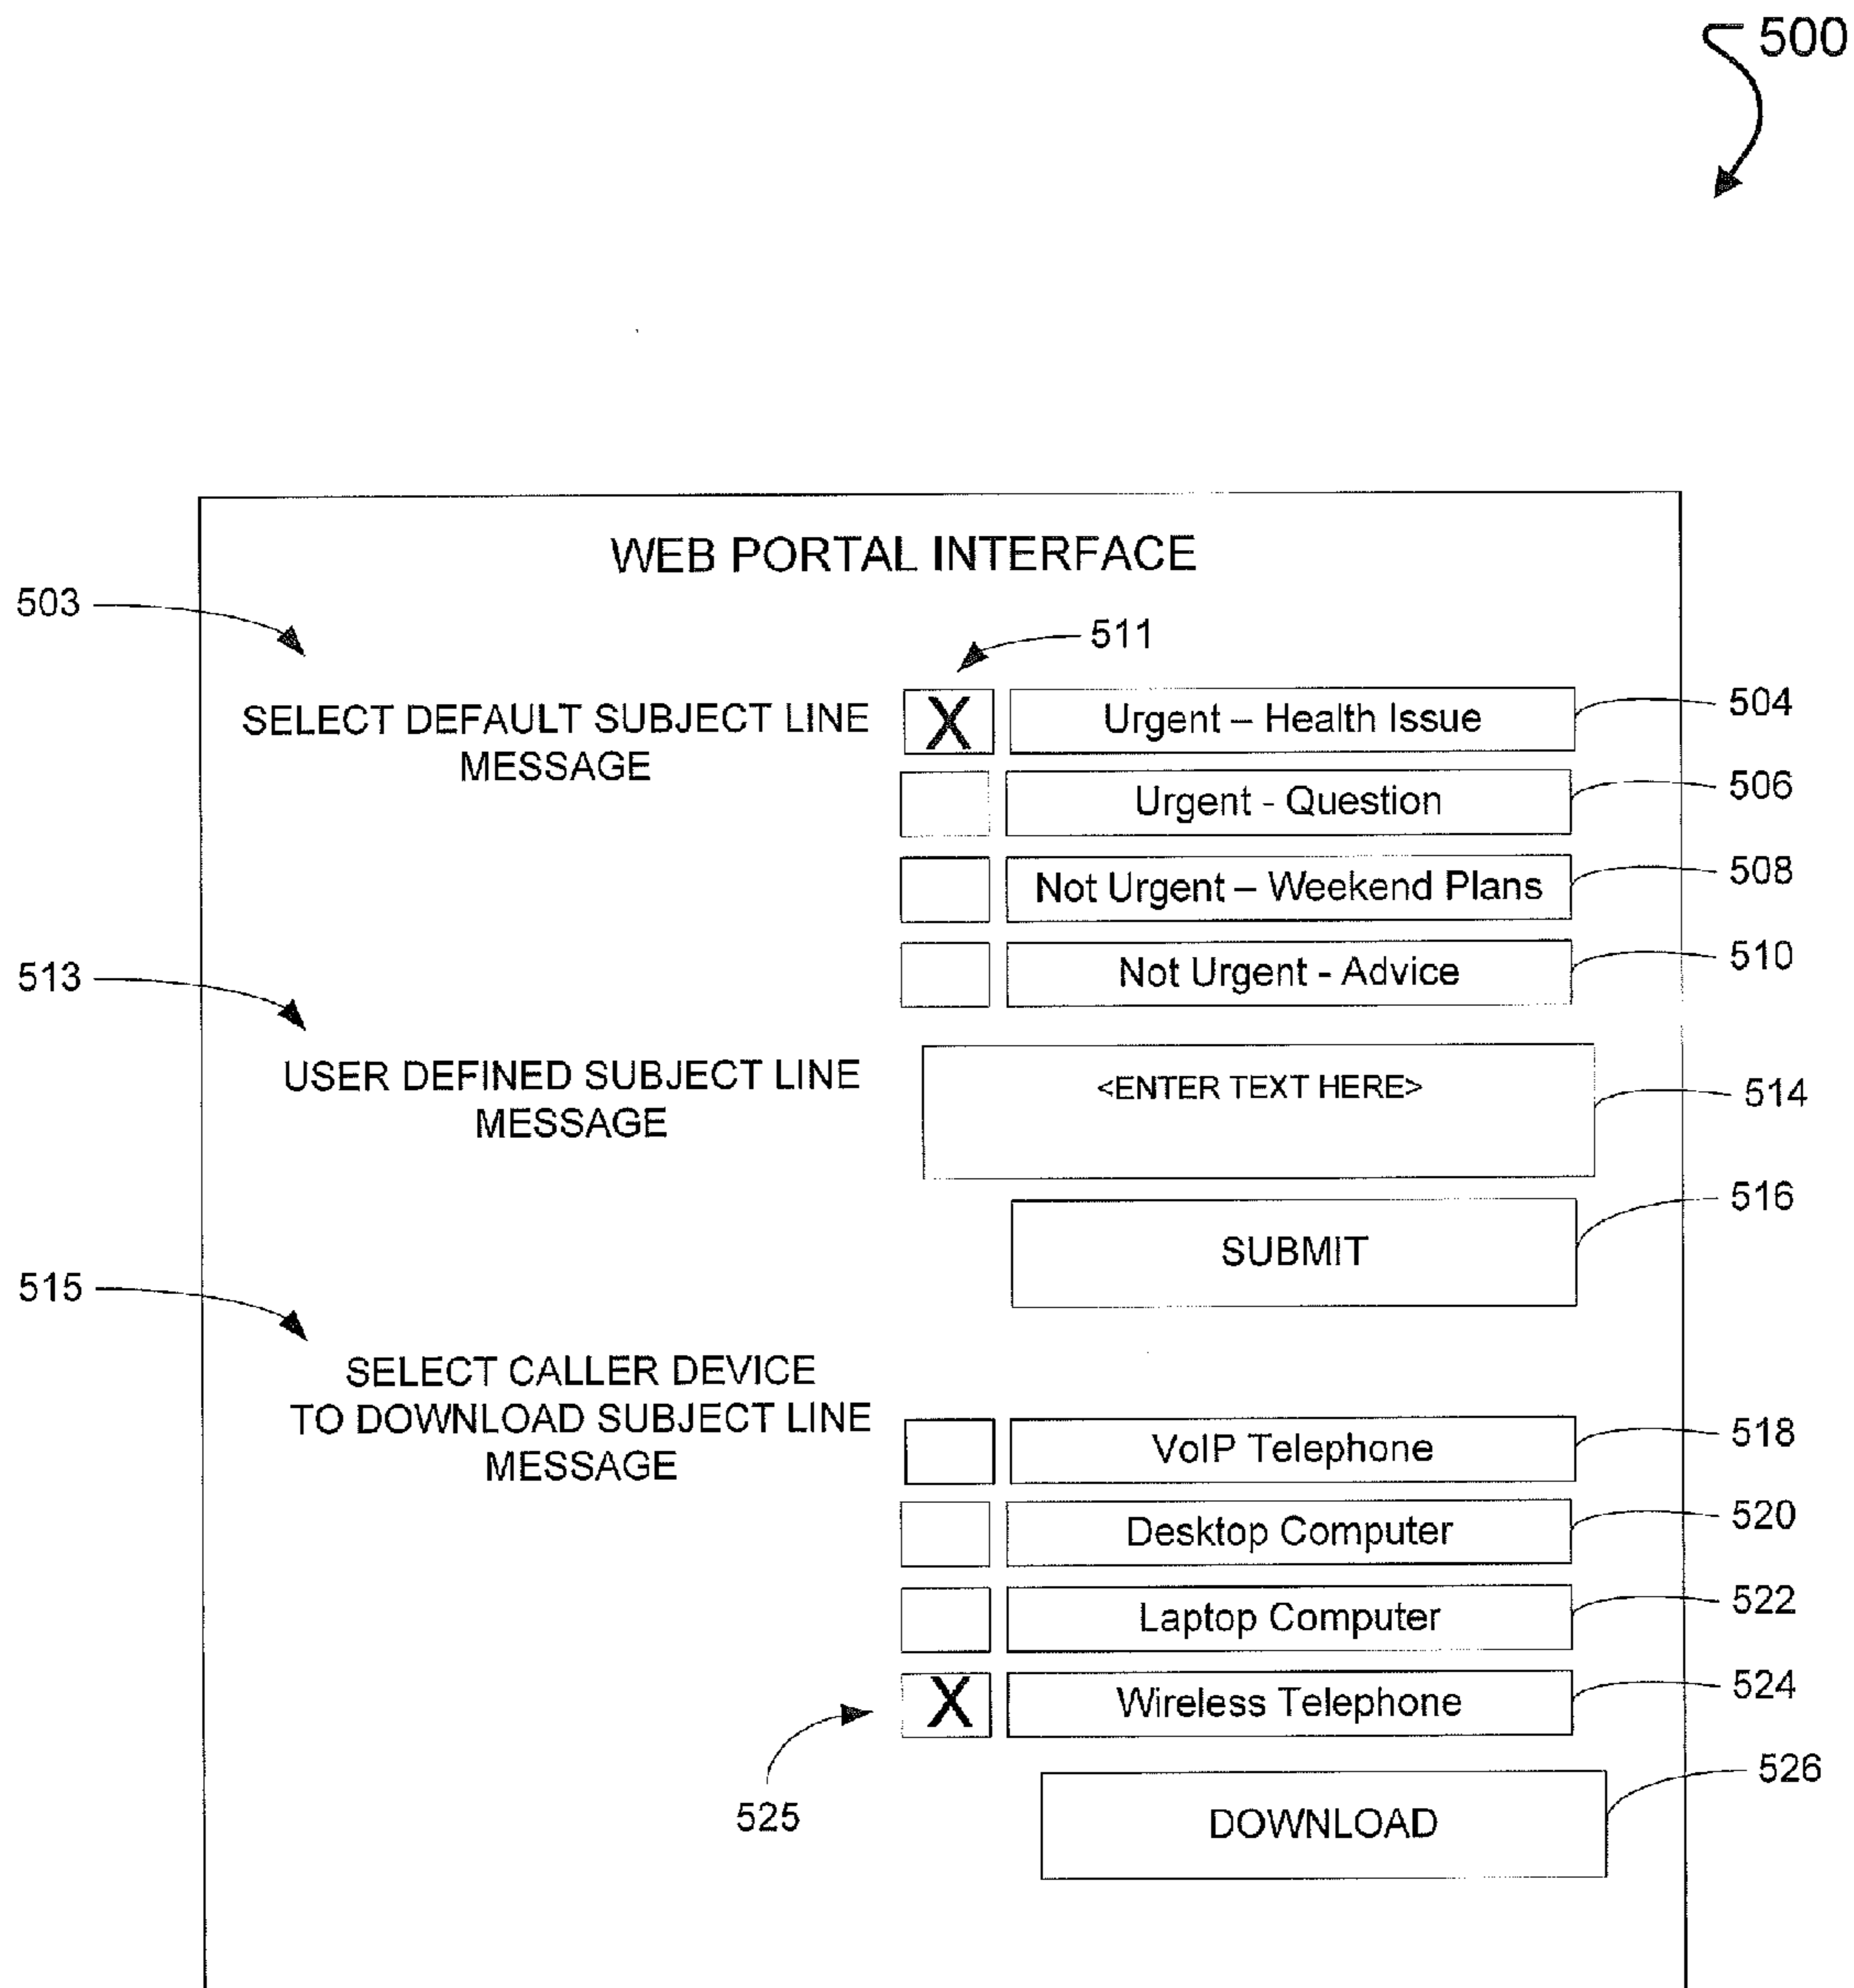 500
WEB PORTAL INTERFACE
503
511
SELECT DEFAULT SUBJECT LINE
MESSAGE
X
Urgent – Health Issue
504
Urgent - Question
506
Not Urgent – Weekend Plans
508
Not Urgent - Advice
510
513
USER DEFINED SUBJECT LINE
MESSAGE
<ENTER TEXT HERE>
514
SUBMIT
516
515
SELECT CALLER DEVICE
TO DOWNLOAD SUBJECT LINE
MESSAGE
VoIP Telephone
518
Desktop Computer
520
Laptop Computer
522
X
Wireless Telephone
524
525
DOWNLOAD
526